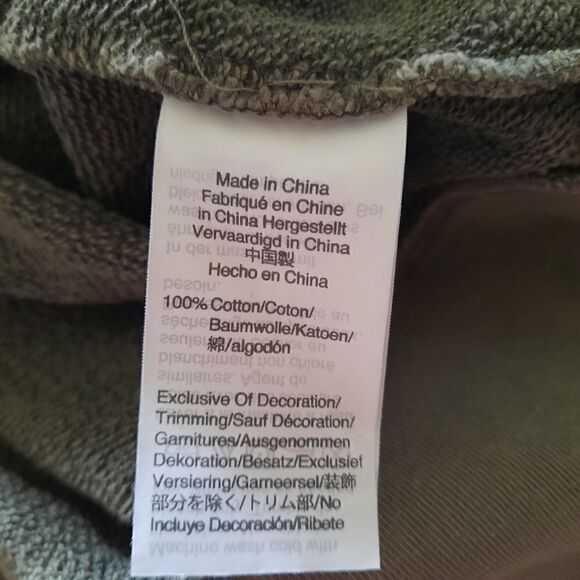 Made in China
Fabriqué en Chine
in China Hergestellt
Vervaardigd in China
中国製
Hecho en China
100% Cotton/Coton/
Baumwolle/Katoen/
綿/algodón
Exclusive Of Decoration/
Trimming/Sauf Décoration/
Garnitures/Ausgenommen
Dekoration/Besatz/Exclusief
Versiering/Garneersel/装飾
部分を除く/トリム部/No
Incluye Decoración/Ribete